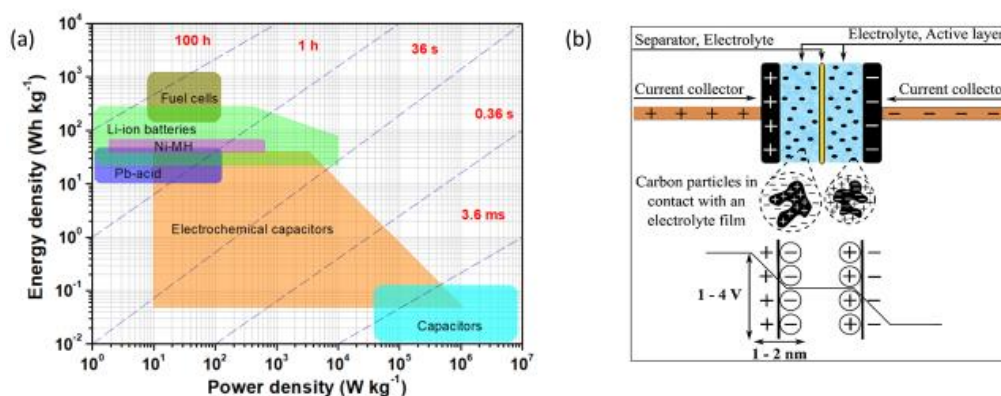 (a)
Energy density (Wh kg⁻¹)
10⁴
10³
10²
10¹
10⁰
10⁻¹
10⁻²
100 h
1 h
36 s
0.36 s
3.6 ms
Fuel cells
Li-ion batteries
Ni-MH
Pb-acid
Electrochemical capacitors
Capacitors
10⁰ 10¹ 10² 10³ 10⁴ 10⁵ 10⁶ 10⁷
Power density (W kg⁻¹)
(b)
Electrolyte, Active layer
Separator, Electrolyte
Current collector
Current collecto
+ + + +
+
+
+
+
−
−
−
−
− − − −
Carbon particles in
contact with an
electrolyte film
+ − + −
+ − + −
+ − + −
+ − + −
1 - 4 V
1 - 2 nm